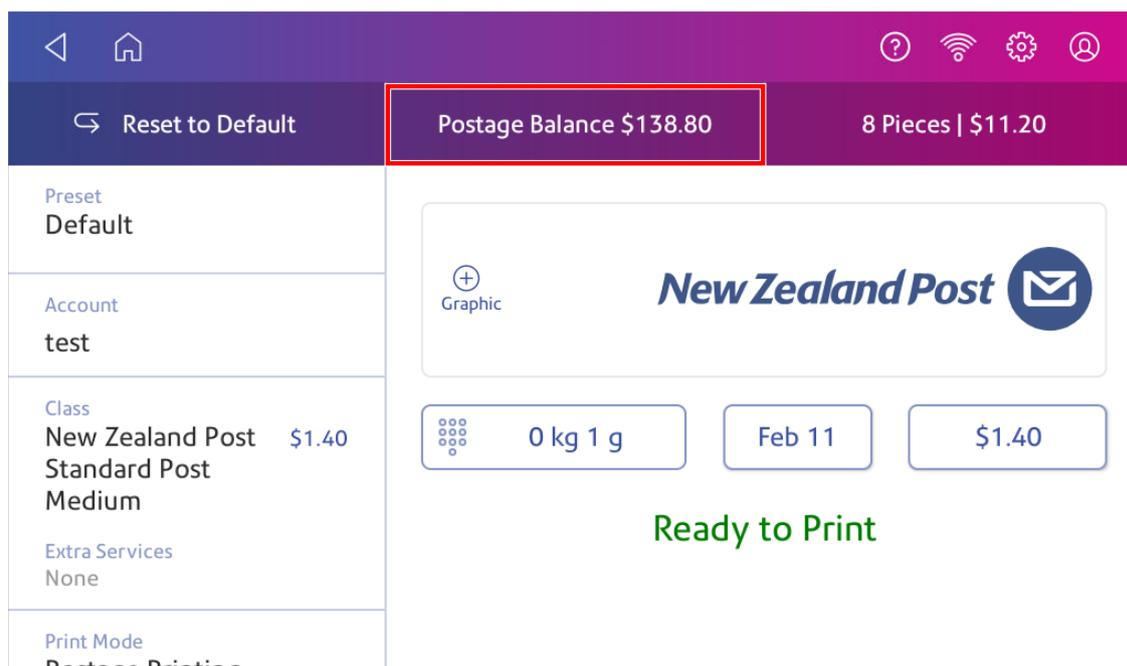 Reset to Default
Postage Balance $138.80
8 Pieces | $11.20
Preset
Default
Account
test
Class
New Zealand Post $1.40
Standard Post
Medium
Extra Services
None
Print Mode
Postage Printing
Graphic
New Zealand Post
0 kg 1 g
Feb 11
$1.40
Ready to Print